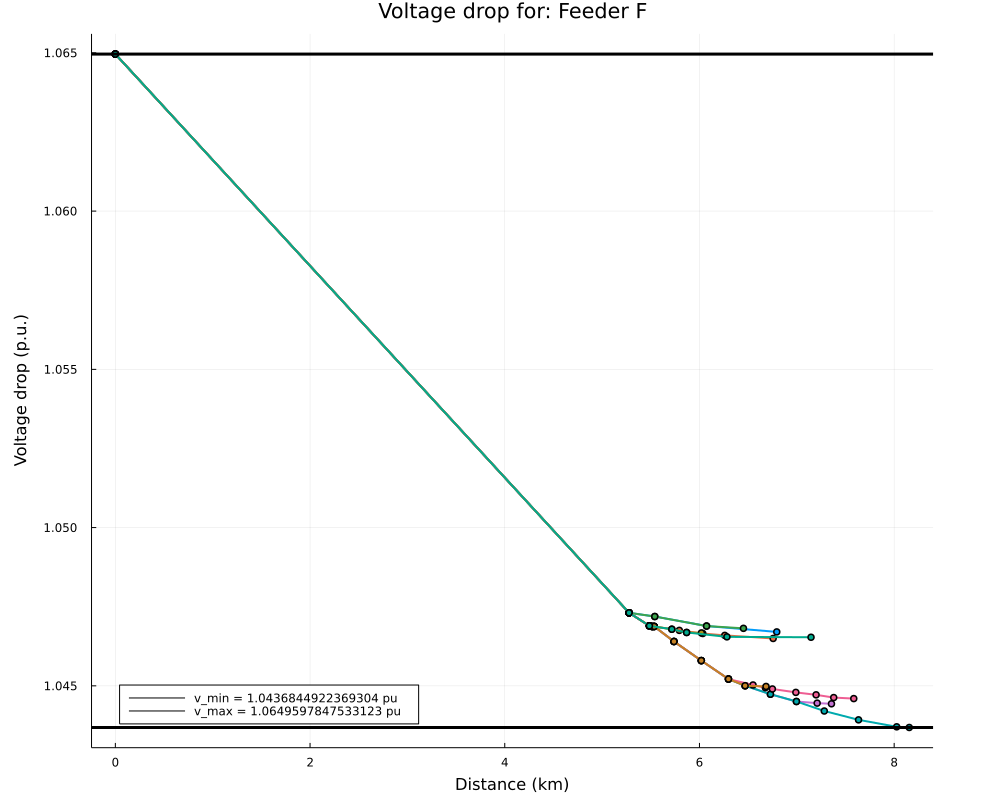 Voltage drop for: Feeder F
1.065
1.060
1.055
1.050
1.045
Voltage drop (p.u.)
v_min = 1.0436844922369304 pu
v_max = 1.0649597847533123 pu
0 2 4 6 8
Distance (km)